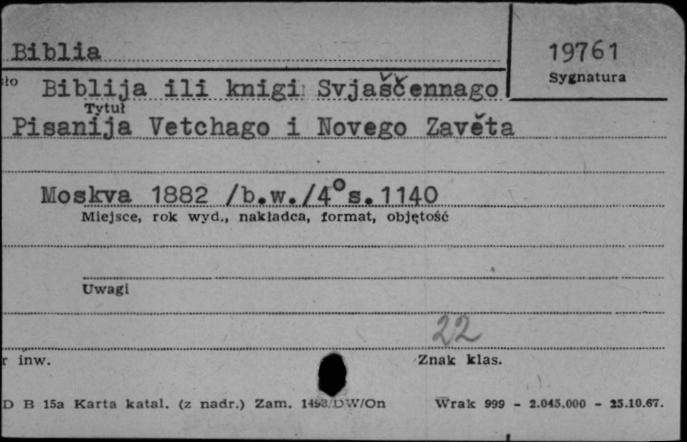 Biblia
19761
Sygnatura
Biblija ili knigi Svjaščennago
Tytuł
Pisanija Vetchago i Novego Zavěta
Moskva 1882 /b.w./4° s.1140
Miejsce, rok wyd., nakładca, format, objętość
Uwagi
22
r inw.
Znak klas.
D B 15a Karta katal. (z nadr.) Zam. DW/On
Wrak 999 - 2.045.000 - 25.10.67.